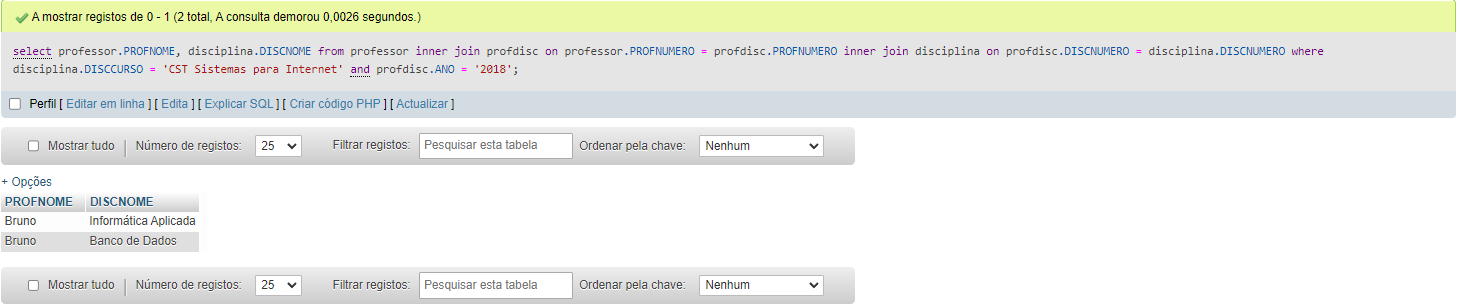 A mostrar registos de 0 - 1 (2 total, A consulta demorou 0,0026 segundos.)
select professor.PROFNOME, disciplina.DISCNOME from professor inner join profdisc on professor.PROFNUMERO = profdisc.PROFNUMERO inner join disciplina on profdisc.DISCNUMERO = disciplina.DISCNUMERO where
disciplina.DISCCURSO = 'CST Sistemas para Internet' and profdisc.ANO = '2018';
Perfil [ Editar em linha ] [ Edita ] [ Explicar SQL ] [ Criar código PHP ] [ Actualizar ]
Mostrar tudo | Número de registos: 25 Filtrar registos: Pesquisar esta tabela Ordenar pela chave: Nenhum
+ Opções
PROFNOME DISCNOME
Bruno Informática Aplicada
Bruno Banco de Dados
Mostrar tudo | Número de registos: 25 Filtrar registos: Pesquisar esta tabela Ordenar pela chave: Nenhum